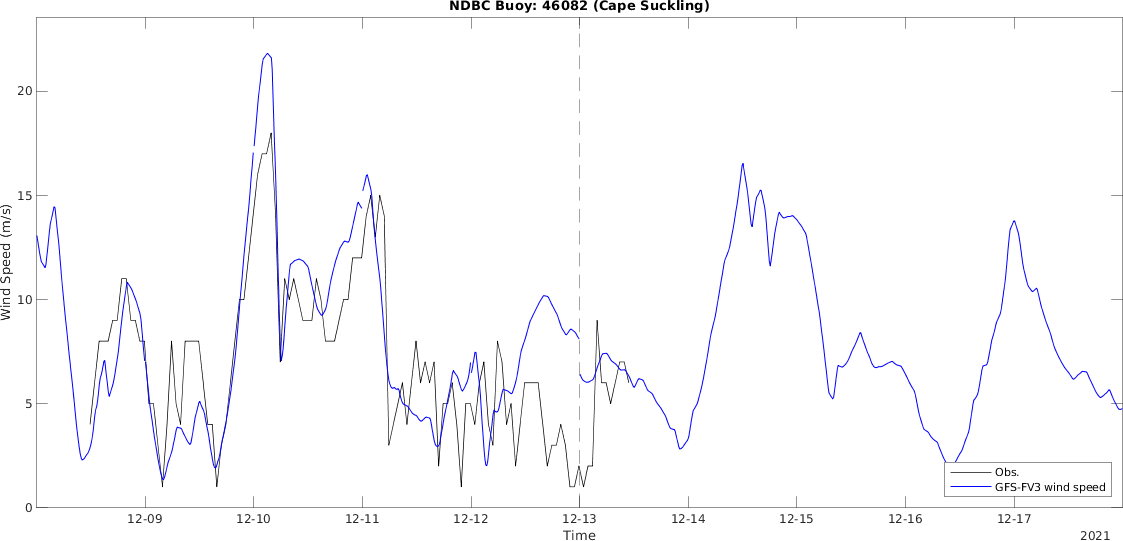 NDBC Buoy: 46082 (Cape Suckling)
Wind Speed (m/s)
20
15
10
5
0
12-09 12-10 12-11 12-12 12-13 12-14 12-15 12-16 12-17
Time
2021
Obs.
GFS-FV3 wind speed